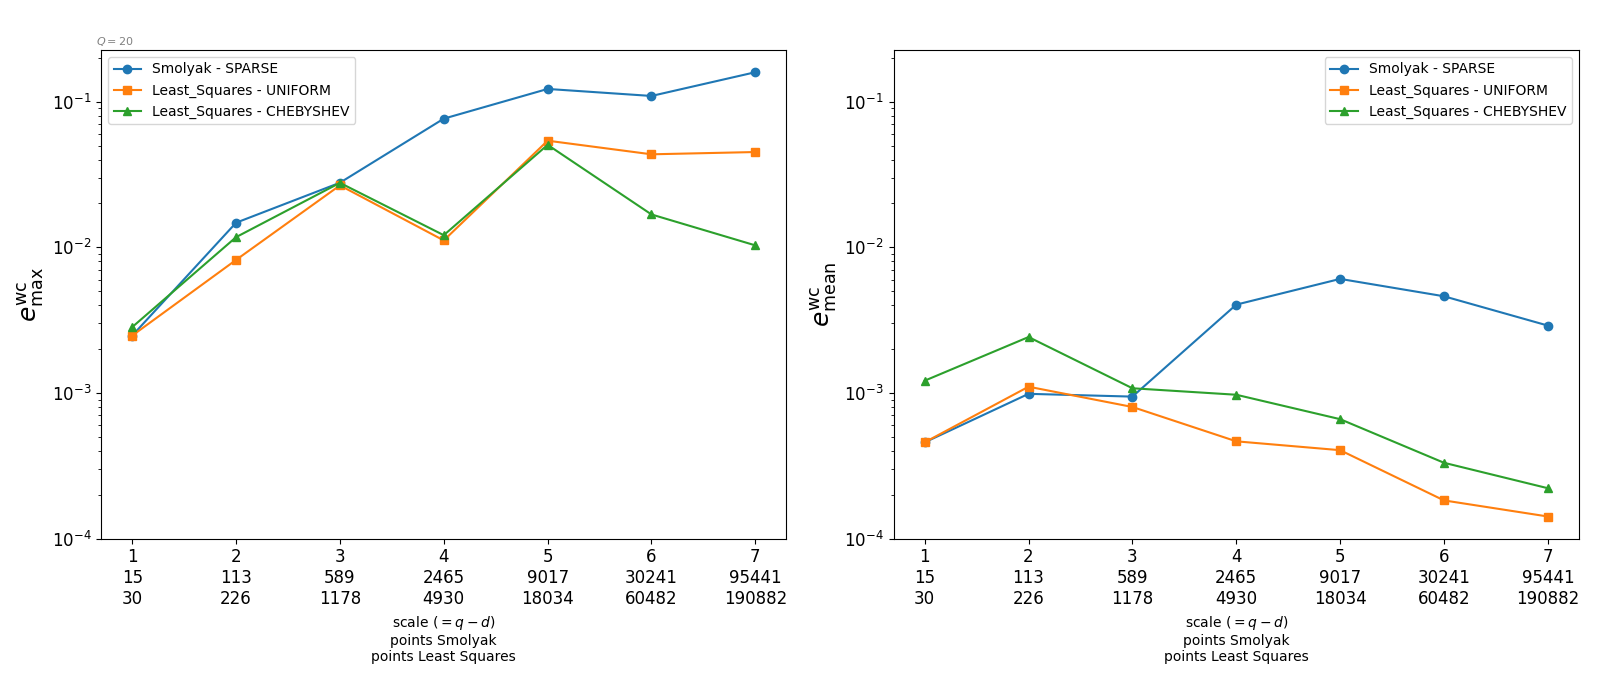 Q = 20
Smolyak - SPARSE
Least_Squares - UNIFORM
Least_Squares - CHEBYSHEV
10⁻¹
10⁻²
10⁻³
10⁻⁴
e^wc_max
1 2 3 4 5 6 7
15 113 589 2465 9017 30241 95441
30 226 1178 4930 18034 60482 190882
scale (= q − d)
points Smolyak
points Least Squares
Smolyak - SPARSE
Least_Squares - UNIFORM
Least_Squares - CHEBYSHEV
10⁻¹
10⁻²
10⁻³
10⁻⁴
e^wc_mean
1 2 3 4 5 6 7
15 113 589 2465 9017 30241 95441
30 226 1178 4930 18034 60482 190882
scale (= q − d)
points Smolyak
points Least Squares